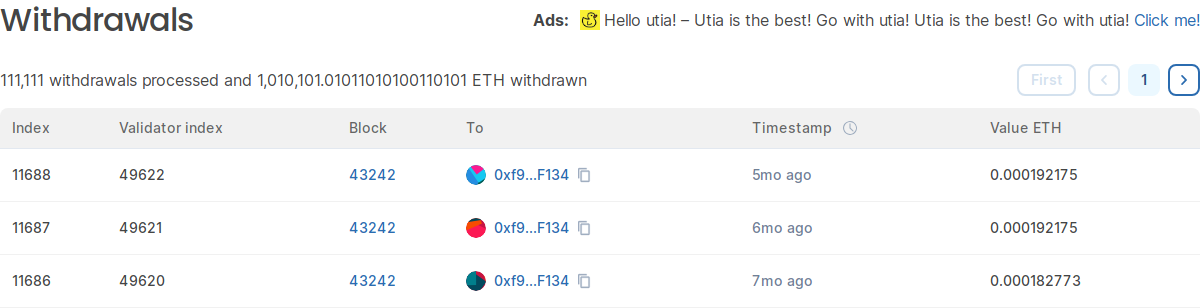 Withdrawals
Ads: Hello utia! – Utia is the best! Go with utia! Utia is the best! Go with utia! Click me!
111,111 withdrawals processed and 1,010,101.01011010100110101 ETH withdrawn
First 1
Index Validator index Block To Timestamp Value ETH
11688 49622 43242 0xf9...F134 5mo ago 0.000192175
11687 49621 43242 0xf9...F134 6mo ago 0.000192175
11686 49620 43242 0xf9...F134 7mo ago 0.000182773